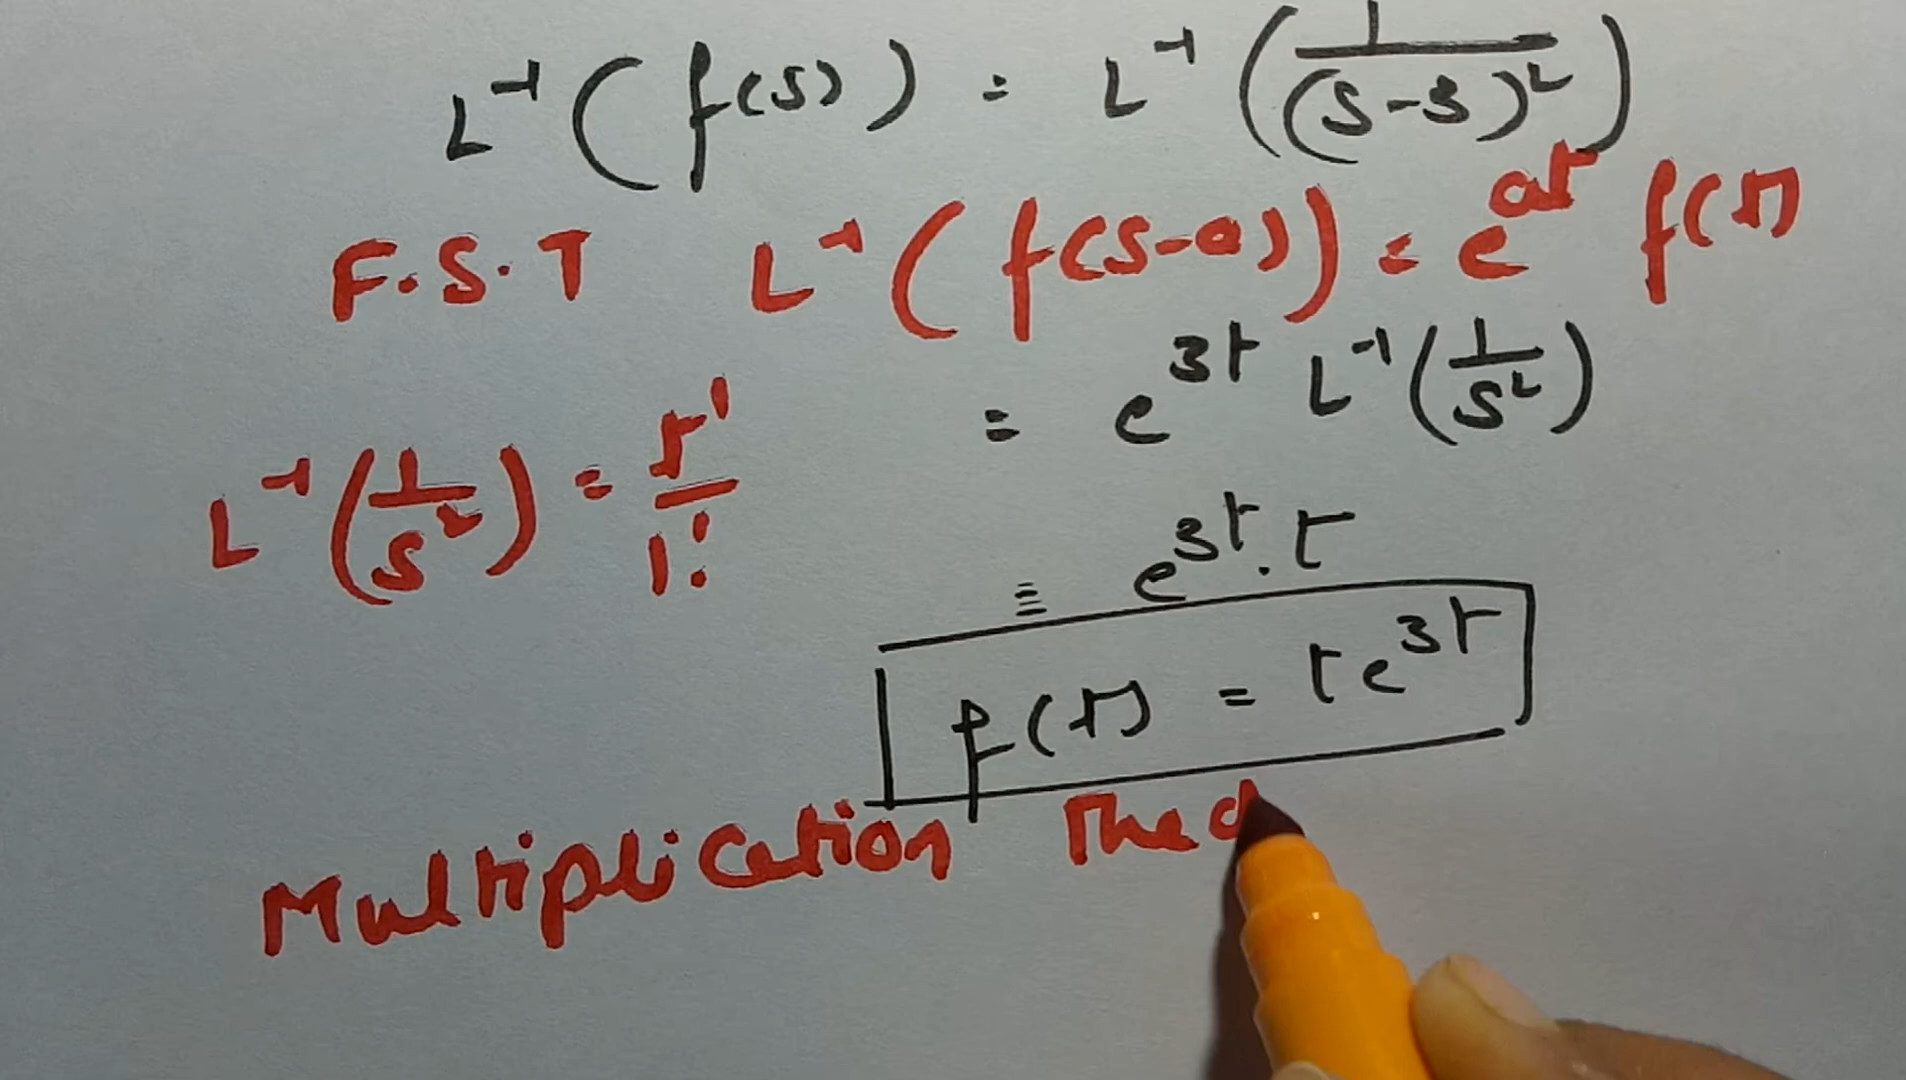 L⁻¹(f(s)) = L⁻¹(1/(s-3)²)
F.S.T L⁻¹(f(s-a)) = e^{at} f(t)
= e^{3t} L⁻¹(1/s²)
L⁻¹(1/s²) = t¹/1!
= e^{3t}.t
f(t) = te^{3t}
Multiplication Theo